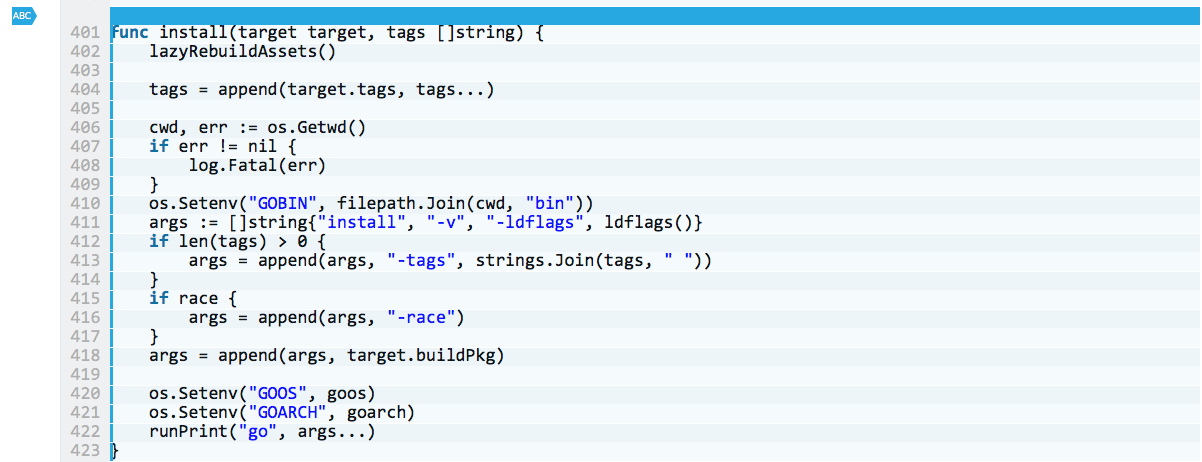 ABC
401 func install(target target, tags []string) {
402     lazyRebuildAssets()
403
404     tags = append(target.tags, tags...)
405
406     cwd, err := os.Getwd()
407     if err != nil {
408         log.Fatal(err)
409     }
410     os.Setenv("GOBIN", filepath.Join(cwd, "bin"))
411     args := []string{"install", "-v", "-ldflags", ldflags()}
412     if len(tags) > 0 {
413         args = append(args, "-tags", strings.Join(tags, " "))
414     }
415     if race {
416         args = append(args, "-race")
417     }
418     args = append(args, target.buildPkg)
419
420     os.Setenv("GOOS", goos)
421     os.Setenv("GOARCH", goarch)
422     runPrint("go", args...)
423 }